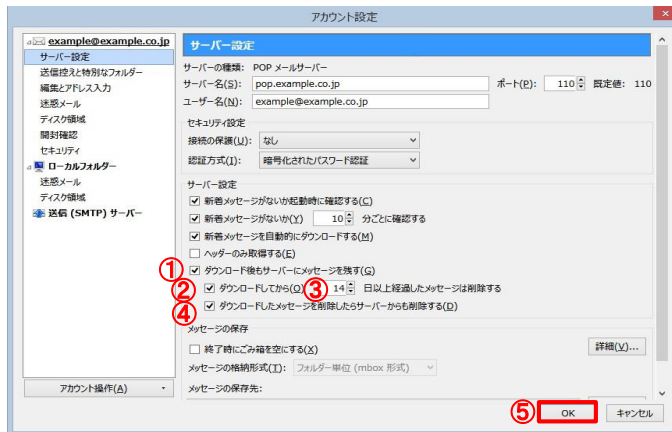 アカウント設定
×
example@example.co.jp
サーバー設定
送信控えと特別なフォルダー
編集とアドレス入力
迷惑メール
ディスク領域
開封確認
セキュリティ
ローカルフォルダー
迷惑メール
ディスク領域
送信 (SMTP) サーバー
アカウント操作(A)
サーバー設定
サーバーの種類: POP メールサーバー
サーバー名(S): pop.example.co.jp ポート(P): 110 既定値: 110
ユーザー名(N): example@example.co.jp
セキュリティ設定
接続の保護(U): なし
認証方式(I): 暗号化されたパスワード認証
サーバー設定
新着メッセージがないか起動時に確認する(C)
新着メッセージがないか(Y) 10 分ごとに確認する
新着メッセージを自動的にダウンロードする(M)
ヘッダーのみ取得する(E)
① ダウンロード後もサーバーにメッセージを残す(G)
② ダウンロードしてから(O) ③ 14 日以上経過したメッセージは削除する
④ ダウンロードしたメッセージを削除したらサーバーからも削除する(D)
メッセージの保存
終了時にごみ箱を空にする(X) 詳細(V)...
メッセージの格納形式(T): フォルダー単位 (mbox 形式)
メッセージの保存先:
⑤ OK キャンセル